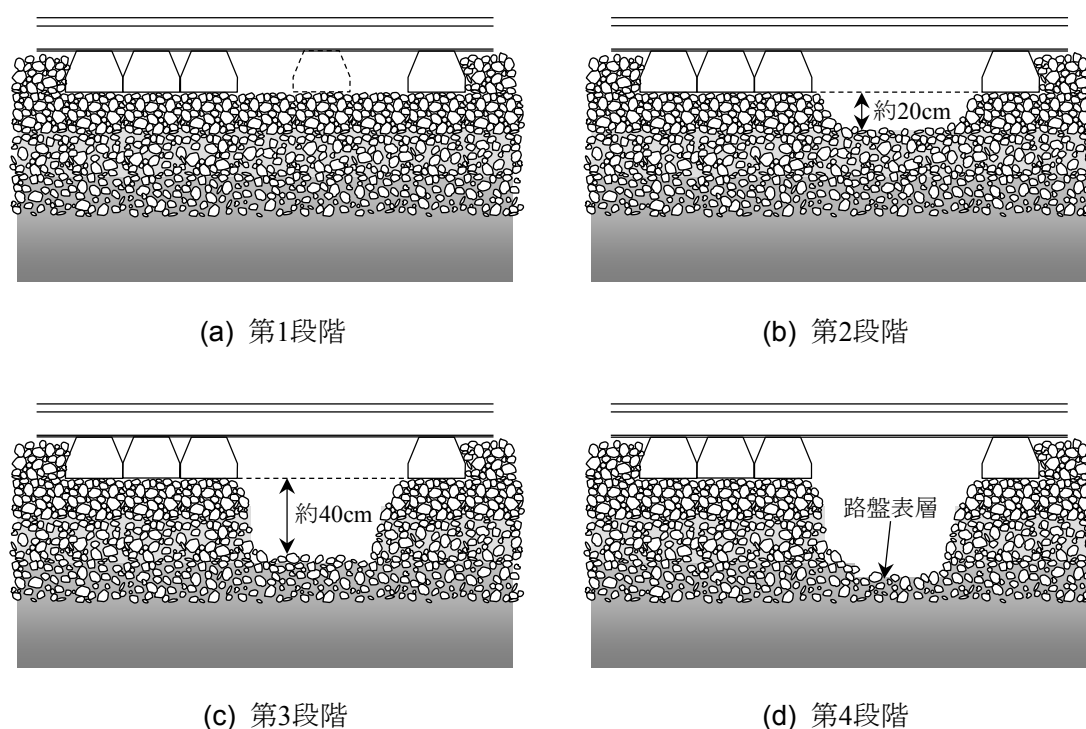 (a) 第1段階
約20cm
(b) 第2段階
約40cm
(c) 第3段階
路盤表層
(d) 第4段階